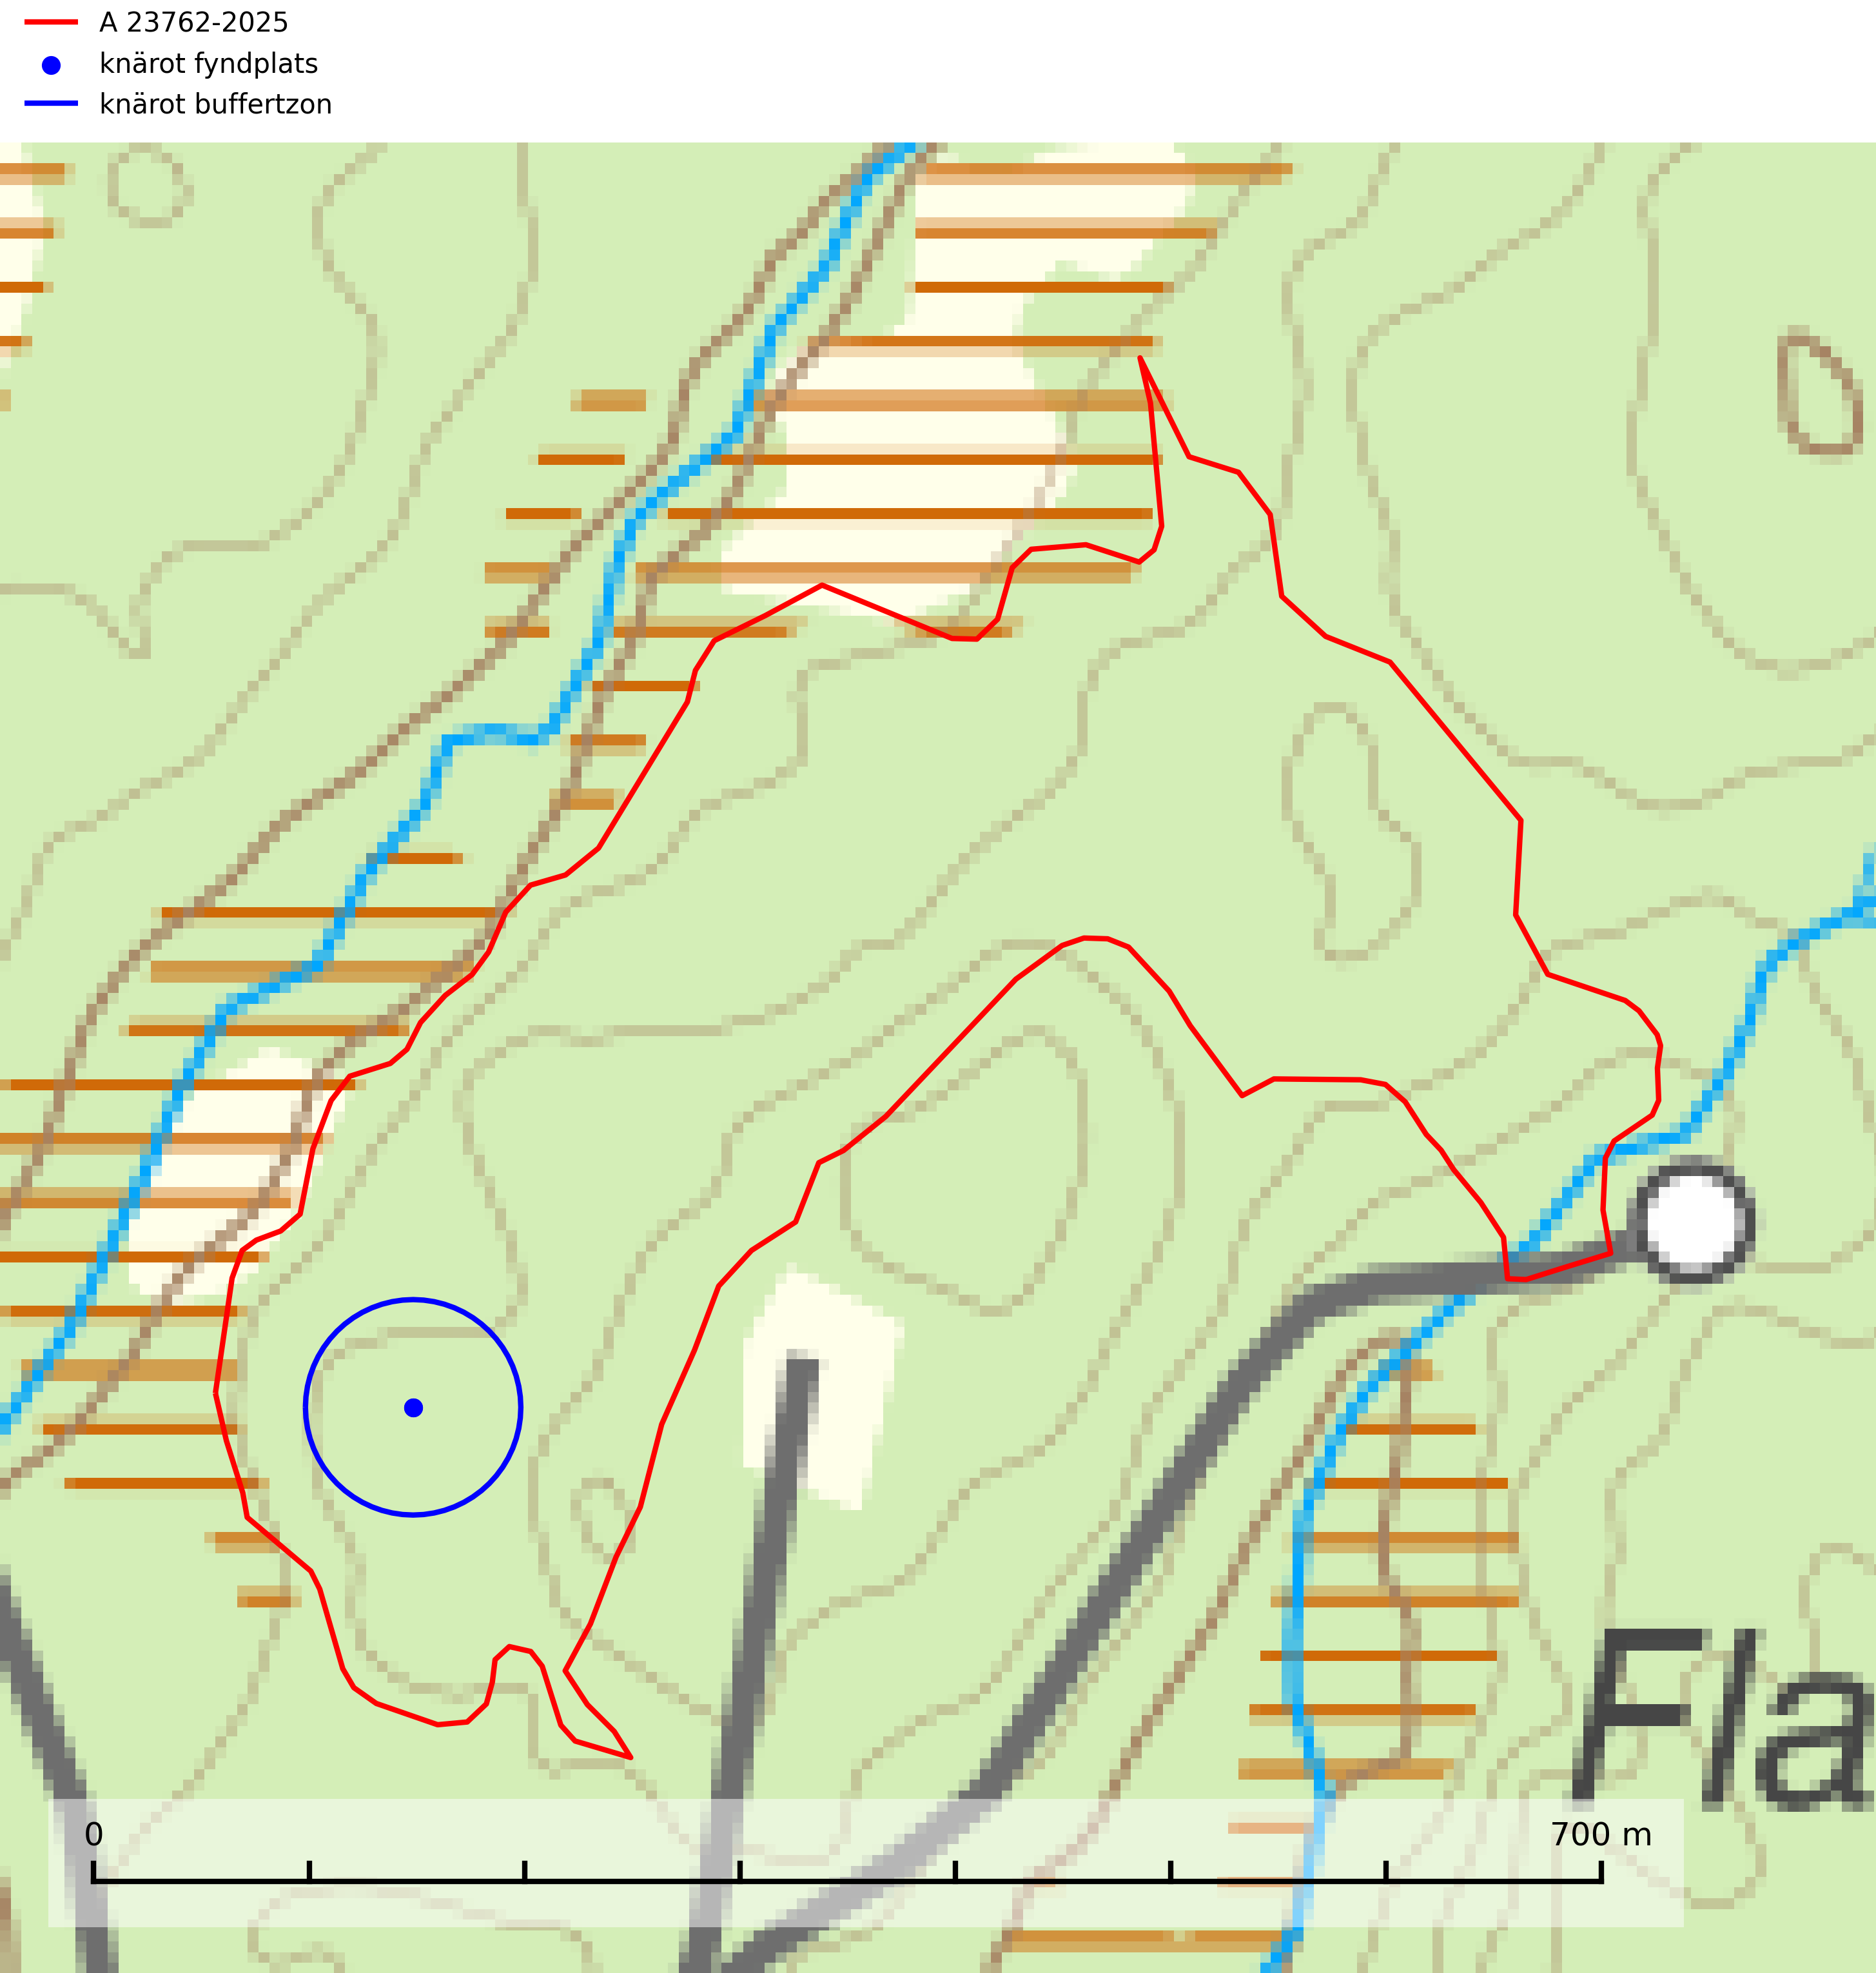 A 23762-2025
knärot fyndplats
knärot buffertzon
Fla
0 700 m